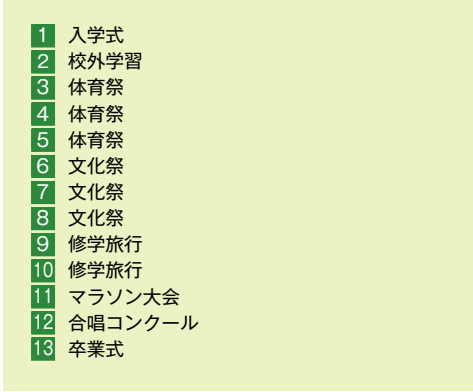 1 入学式
2 校外学習
3 体育祭
4 体育祭
5 体育祭
6 文化祭
7 文化祭
8 文化祭
9 修学旅行
10 修学旅行
11 マラソン大会
12 合唱コンクール
13 卒業式